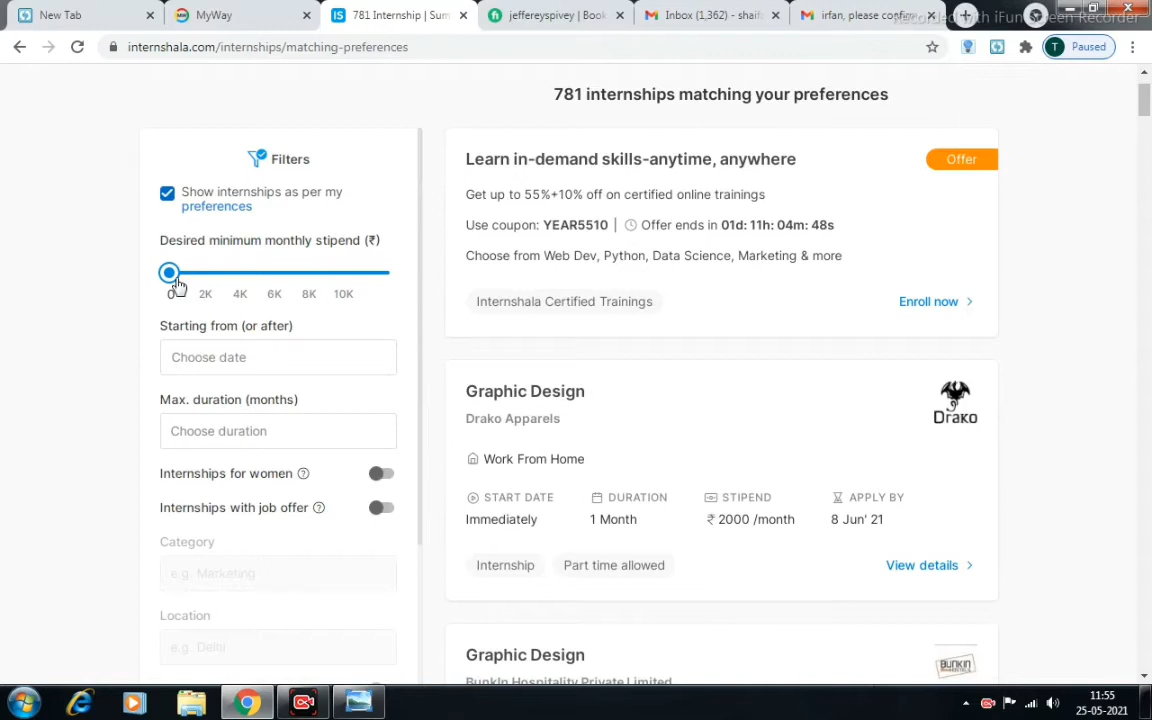 New Tab
MyWay
781 Internship | Sum
jeffereyspivey | Book
Inbox (1,362) - shaif
irfan, please confirm
Recorded with iFun Screen Recorder
internshala.com/internships/matching-preferences
T Paused
781 internships matching your preferences
Filters
Show internships as per my
preferences
Desired minimum monthly stipend (₹)
0 2K 4K 6K 8K 10K
Starting from (or after)
Choose date
Max. duration (months)
Choose duration
Internships for women
Internships with job offer
Category
e.g. Marketing
Location
e.g. Delhi
Learn in-demand skills-anytime, anywhere
Offer
Get up to 55%+10% off on certified online trainings
Use coupon: YEAR5510 | Offer ends in 01d: 11h: 04m: 48s
Choose from Web Dev, Python, Data Science, Marketing & more
Internshala Certified Trainings
Enroll now
Graphic Design
Drako Apparels
Drako
Work From Home
START DATE DURATION STIPEND APPLY BY
Immediately 1 Month ₹ 2000 /month 8 Jun' 21
Internship Part time allowed
View details
Graphic Design
BunkIn Hospitality Private Limited
BUNKIN
11:55
25-05-2021